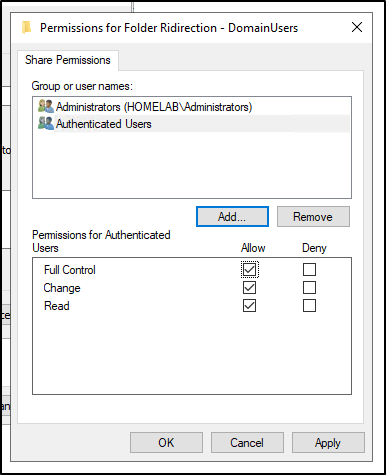 Permissions for Folder Ridirection - DomainUsers
Share Permissions
Group or user names:
Administrators (HOMELAB\Administrators)
Authenticated Users
Add...
Remove
Permissions for Authenticated
Users
Allow
Deny
Full Control
Change
Read
OK
Cancel
Apply